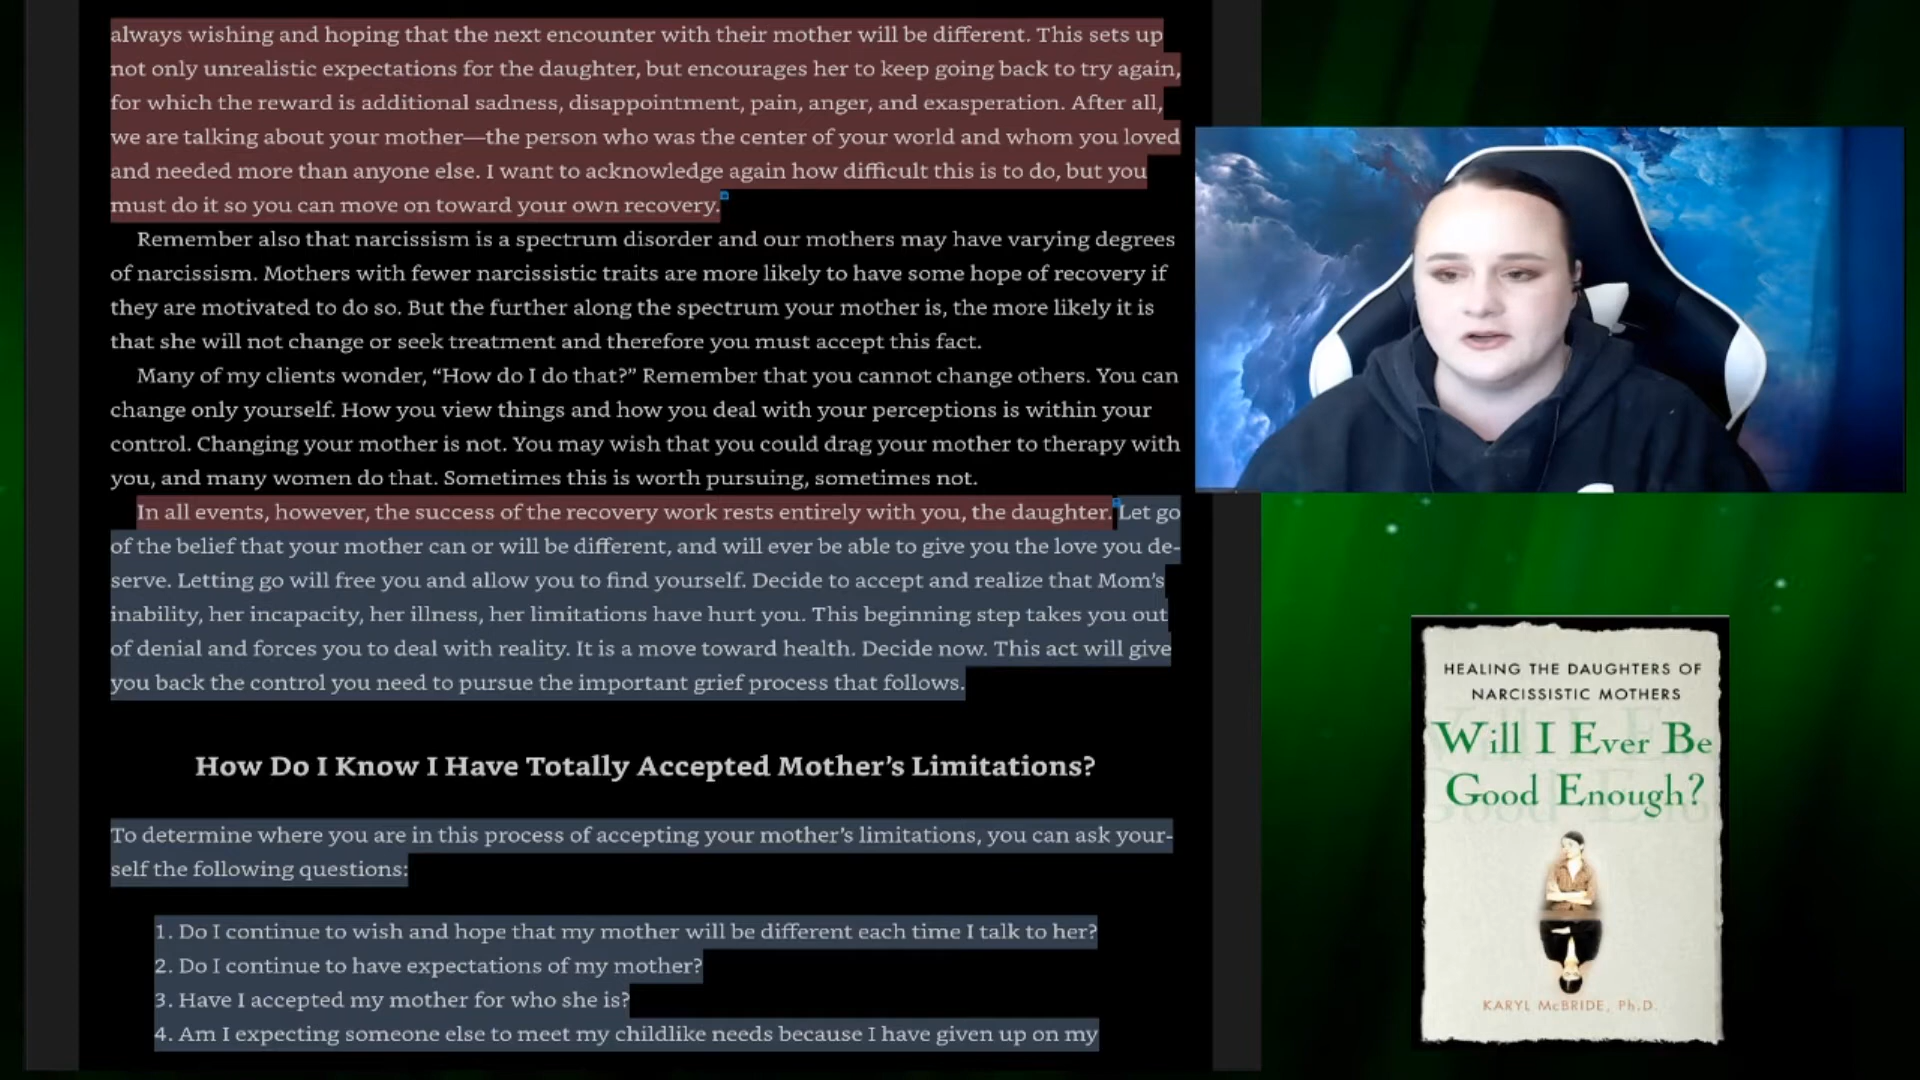 always wishing and hoping that the next encounter with their mother will be different. This sets up
not only unrealistic expectations for the daughter, but encourages her to keep going back to try again,
for which the reward is additional sadness, disappointment, pain, anger, and exasperation. After all,
we are talking about your mother—the person who was the center of your world and whom you loved
and needed more than anyone else. I want to acknowledge again how difficult this is to do, but you
must do it so you can move on toward your own recovery.
Remember also that narcissism is a spectrum disorder and our mothers may have varying degrees
of narcissism. Mothers with fewer narcissistic traits are more likely to have some hope of recovery if
they are motivated to do so. But the further along the spectrum your mother is, the more likely it is
that she will not change or seek treatment and therefore you must accept this fact.
Many of my clients wonder, “How do I do that?” Remember that you cannot change others. You can
change only yourself. How you view things and how you deal with your perceptions is within your
control. Changing your mother is not. You may wish that you could drag your mother to therapy with
you, and many women do that. Sometimes this is worth pursuing, sometimes not.
In all events, however, the success of the recovery work rests entirely with you, the daughter. Let go
of the belief that your mother can or will be different, and will ever be able to give you the love you de-
serve. Letting go will free you and allow you to find yourself. Decide to accept and realize that Mom’s
inability, her incapacity, her illness, her limitations have hurt you. This beginning step takes you out
of denial and forces you to deal with reality. It is a move toward health. Decide now. This act will give
you back the control you need to pursue the important grief process that follows.
How Do I Know I Have Totally Accepted Mother’s Limitations?
To determine where you are in this process of accepting your mother’s limitations, you can ask your-
self the following questions:
1. Do I continue to wish and hope that my mother will be different each time I talk to her?
2. Do I continue to have expectations of my mother?
3. Have I accepted my mother for who she is?
4. Am I expecting someone else to meet my childlike needs because I have given up on my
HEALING THE DAUGHTERS OF
NARCISSISTIC MOTHERS
Will I Ever Be
Good Enough?
KARYL McBRIDE, Ph.D.